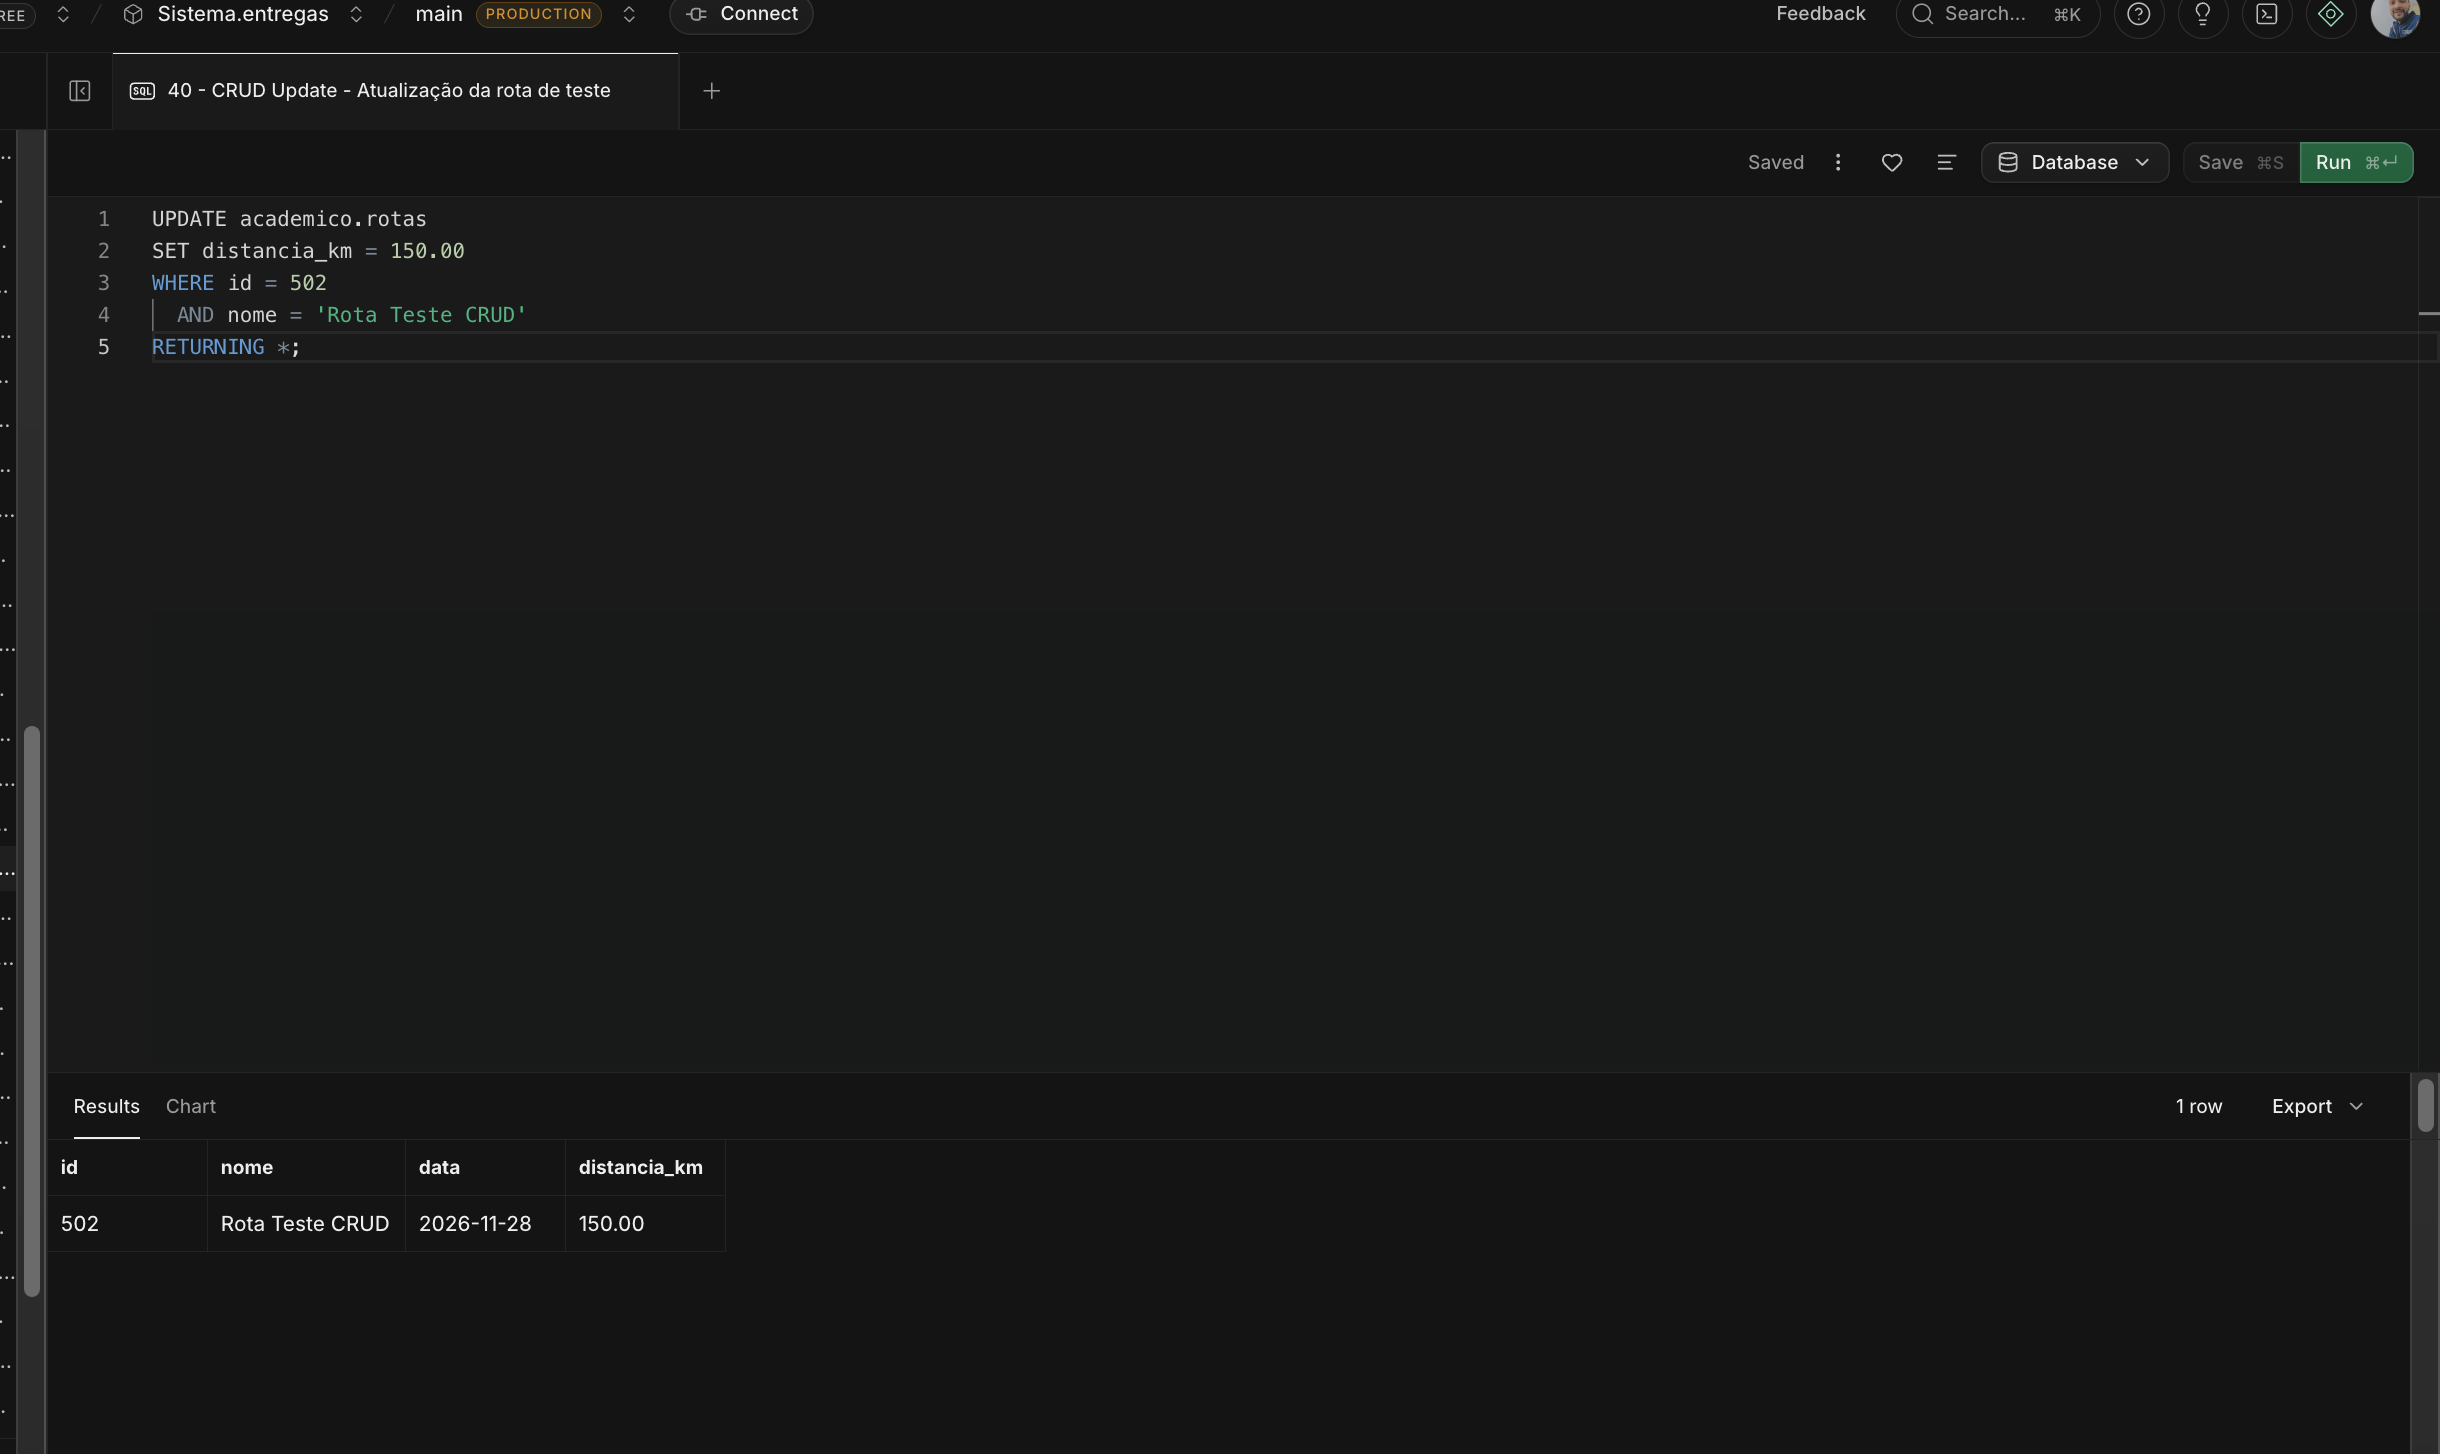 REE
Sistema.entregas
main PRODUCTION
Connect
Feedback
Search... ⌘K
SQL 40 - CRUD Update - Atualização da rota de teste
Saved
Database
Save ⌘S
Run ⌘↵
1 UPDATE academico.rotas
2 SET distancia_km = 150.00
3 WHERE id = 502
4 AND nome = 'Rota Teste CRUD'
5 RETURNING *;
Results Chart
1 row Export
id nome data distancia_km
502 Rota Teste CRUD 2026-11-28 150.00